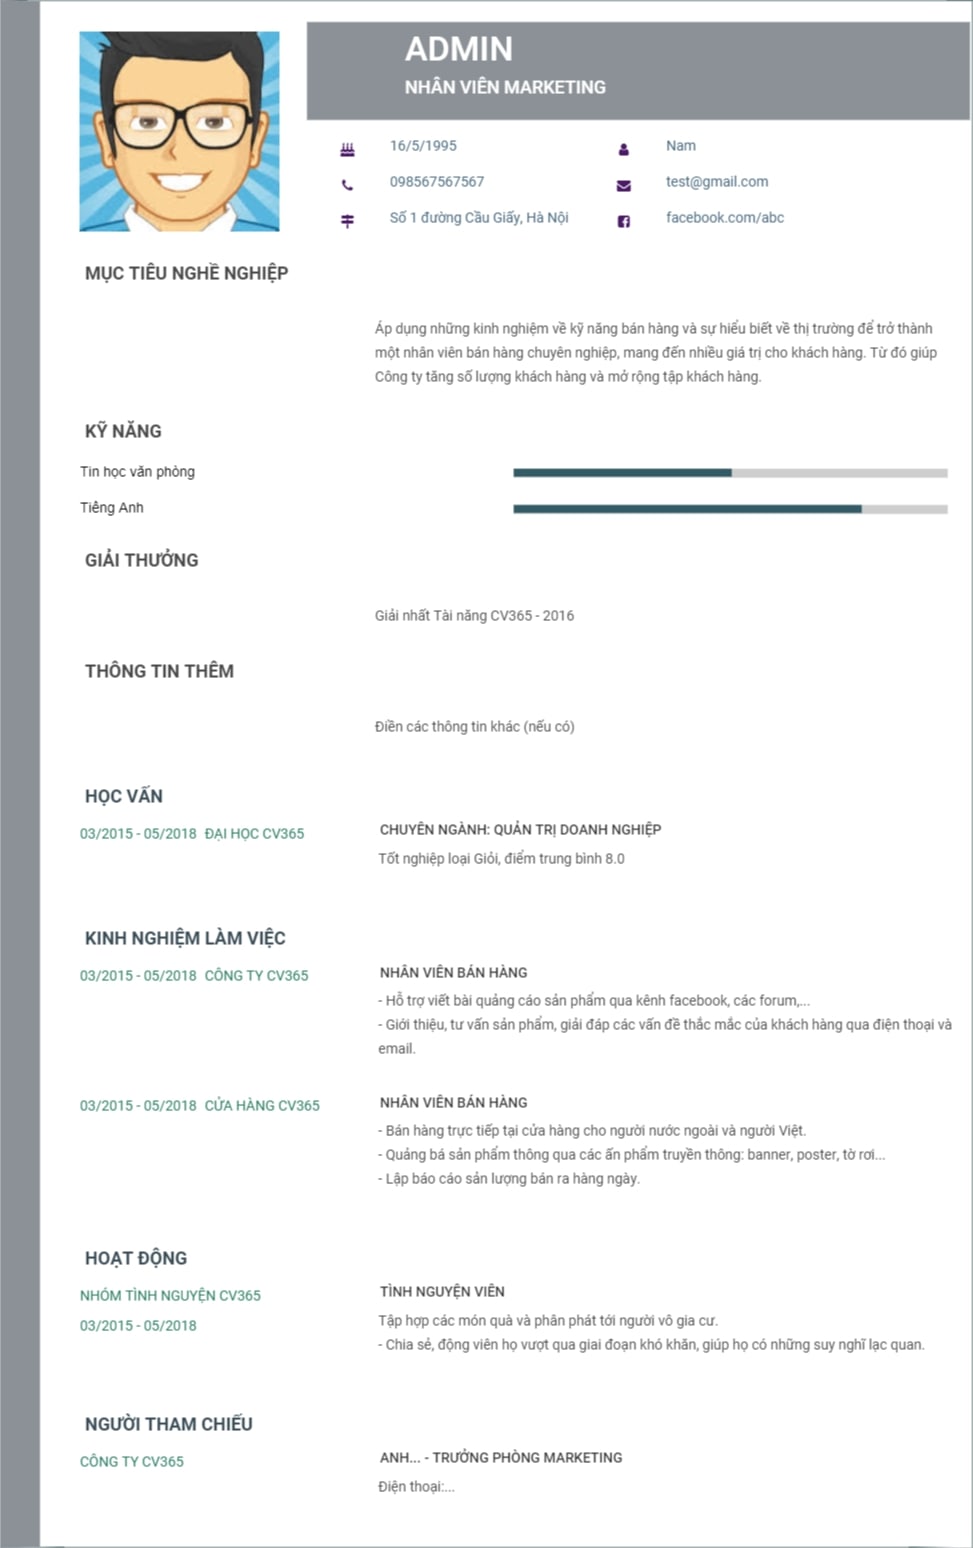 ADMIN
NHÂN VIÊN MARKETING
16/5/1995
Nam
098567567567
test@gmail.com
Số 1 đường Cầu Giấy, Hà Nội
facebook.com/abc
MỤC TIÊU NGHỀ NGHIỆP
Áp dụng những kinh nghiệm về kỹ năng bán hàng và sự hiểu biết về thị trường để trở thành
một nhân viên bán hàng chuyên nghiệp, mang đến nhiều giá trị cho khách hàng. Từ đó giúp
Công ty tăng số lượng khách hàng và mở rộng tập khách hàng.
KỸ NĂNG
Tin học văn phòng
Tiếng Anh
GIẢI THƯỞNG
Giải nhất Tài năng CV365 - 2016
THÔNG TIN THÊM
Điền các thông tin khác (nếu có)
HỌC VẤN
03/2015 - 05/2018 ĐẠI HỌC CV365
CHUYÊN NGÀNH: QUẢN TRỊ DOANH NGHIỆP
Tốt nghiệp loại Giỏi, điểm trung bình 8.0
KINH NGHIỆM LÀM VIỆC
03/2015 - 05/2018 CÔNG TY CV365
NHÂN VIÊN BÁN HÀNG
- Hỗ trợ viết bài quảng cáo sản phẩm qua kênh facebook, các forum,...
- Giới thiệu, tư vấn sản phẩm, giải đáp các vấn đề thắc mắc của khách hàng qua điện thoại và
email.
03/2015 - 05/2018 CỬA HÀNG CV365
NHÂN VIÊN BÁN HÀNG
- Bán hàng trực tiếp tại cửa hàng cho người nước ngoài và người Việt.
- Quảng bá sản phẩm thông qua các ấn phẩm truyền thông: banner, poster, tờ rơi...
- Lập báo cáo sản lượng bán ra hàng ngày.
HOẠT ĐỘNG
NHÓM TÌNH NGUYỆN CV365
03/2015 - 05/2018
TÌNH NGUYỆN VIÊN
Tập hợp các món quà và phân phát tới người vô gia cư.
- Chia sẻ, động viên họ vượt qua giai đoạn khó khăn, giúp họ có những suy nghĩ lạc quan.
NGƯỜI THAM CHIẾU
CÔNG TY CV365
ANH... - TRƯỞNG PHÒNG MARKETING
Điện thoại:...